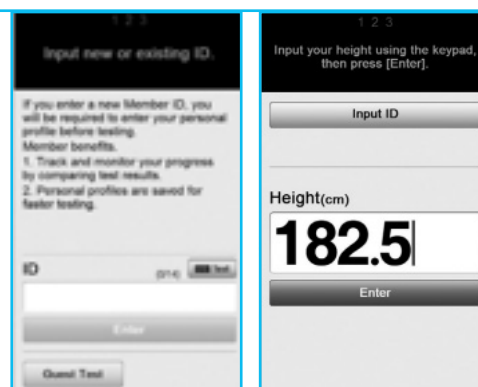 1 2 3
Input new or existing ID.
If you enter a new Member ID, you
will be required to enter your personal
profile before testing.
Member benefits.
1. Track and monitor your progress
by comparing test results.
2. Personal profiles are saved for
faster testing.
ID
(0/14)
Enter
Guest Test
1 2 3
Input your height using the keypad,
then press [Enter].
Input ID
Height(cm)
182.5
Enter